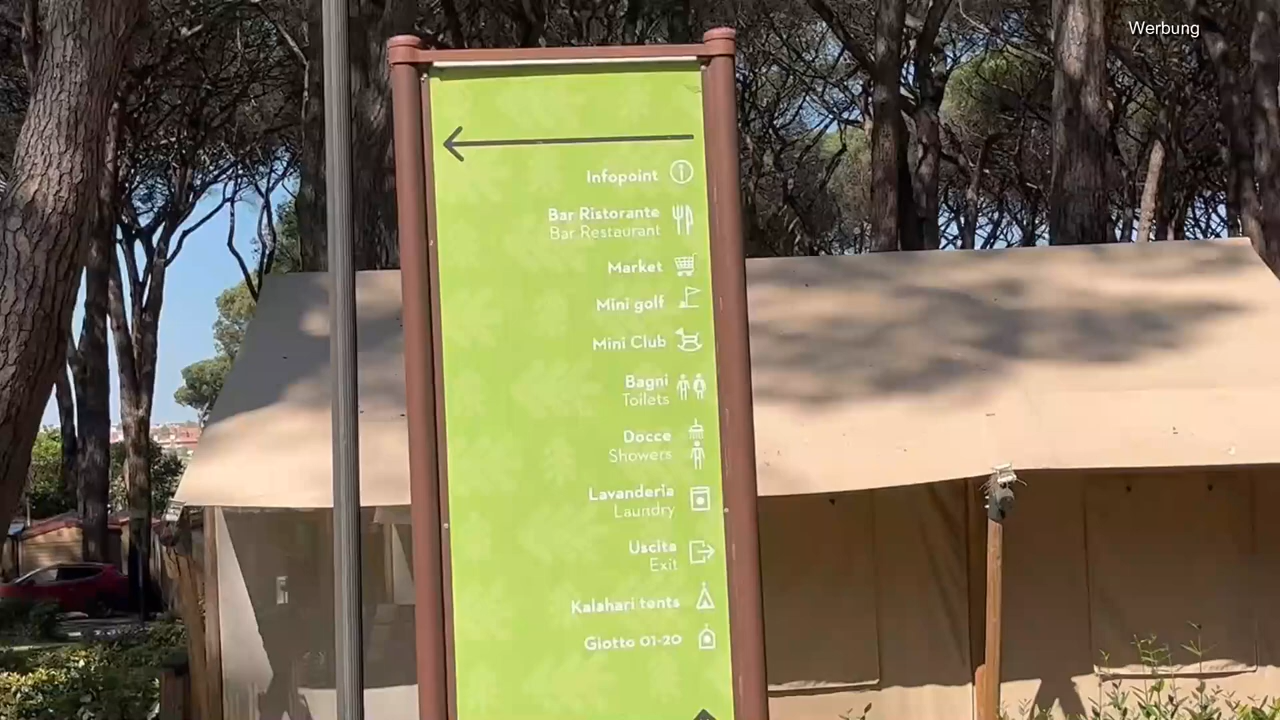 Werbung
Infopoint
Bar Ristorante
Bar Restaurant
Market
Mini golf
Mini Club
Bagni
Toilets
Docce
Showers
Lavanderia
Laundry
Uscita
Exit
Kalahari tents
Giotto 01-20